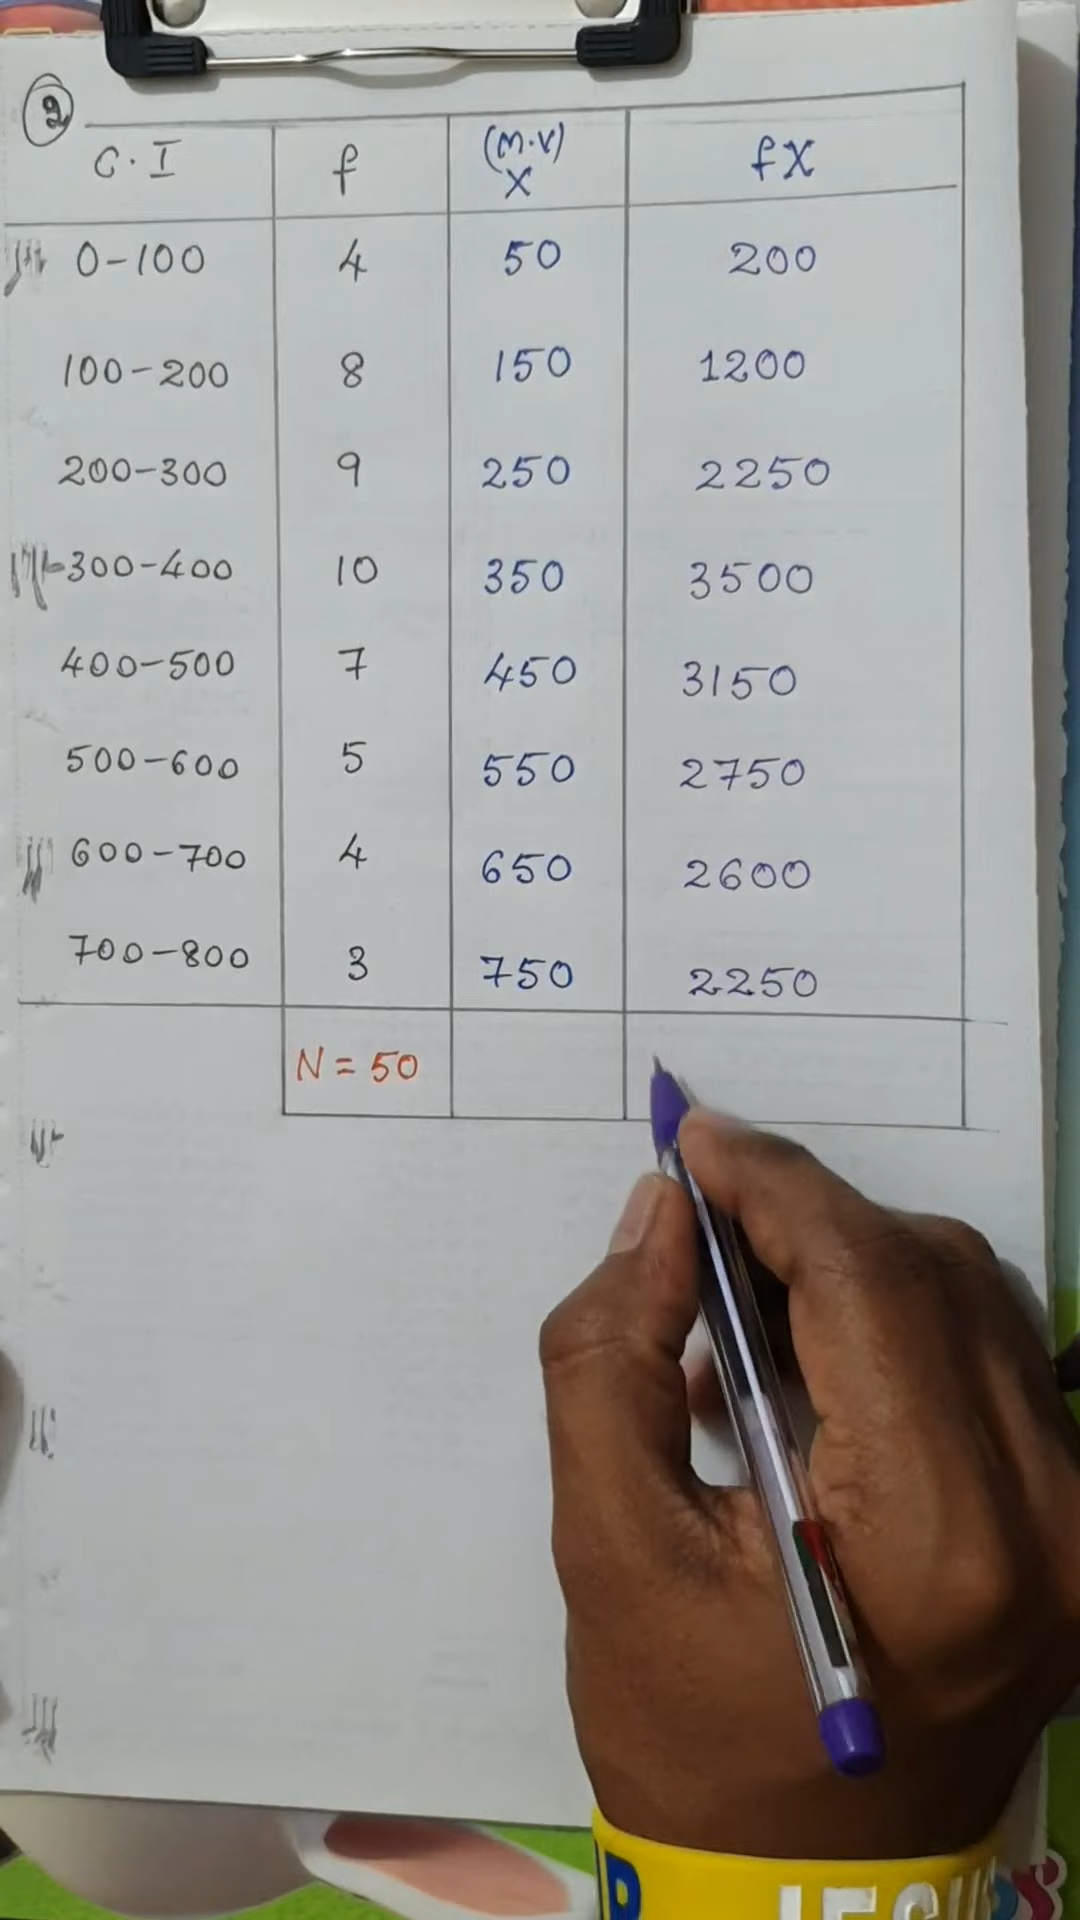 2
C.I f (m.v) X fX
0-100 4 50 200
100-200 8 150 1200
200-300 9 250 2250
300-400 10 350 3500
400-500 7 450 3150
500-600 5 550 2750
600-700 4 650 2600
700-800 3 750 2250
N = 50
JESUS